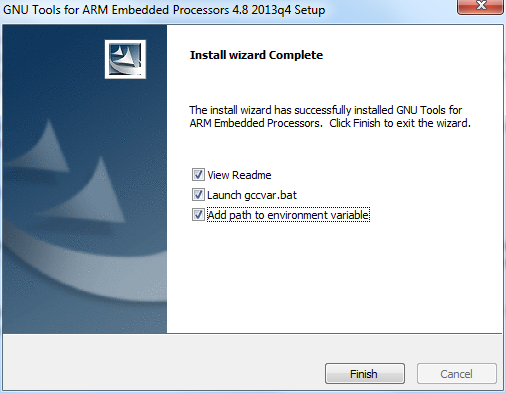 GNU Tools for ARM Embedded Processors 4.8 2013q4 Setup
Install wizard Complete
The install wizard has successfully installed GNU Tools for
ARM Embedded Processors.  Click Finish to exit the wizard.
View Readme
Launch gccvar.bat
Add path to environment variable
Finish
Cancel